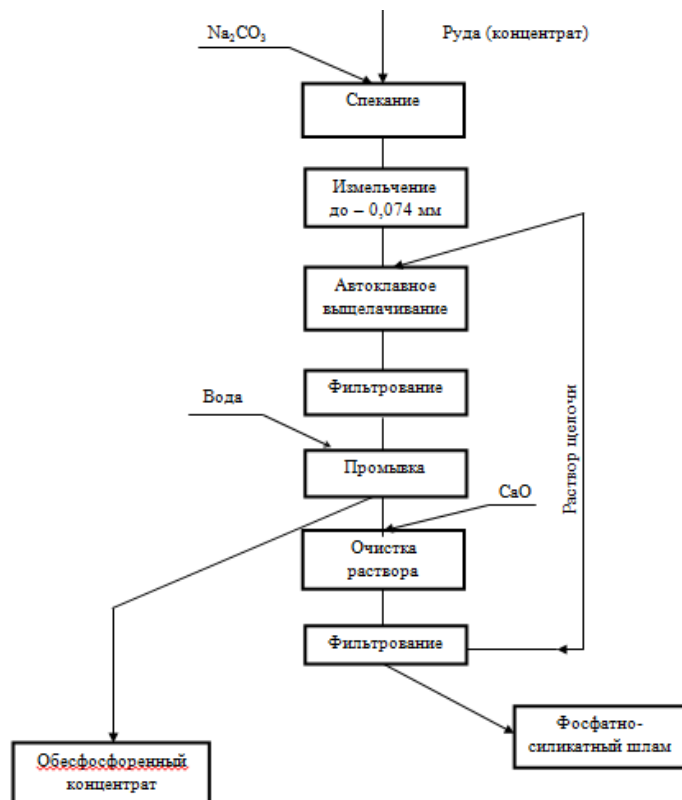 Na₂CO₃
Руда (концентрат)
Спекание
Измельчение
до – 0,074 мм
Автоклавное
выщелачивание
Фильтрование
Вода
Промывка
CaO
Раствор щелочи
Очистка
раствора
Фильтрование
Фосфатно-
силикатный шлам
Обесфосфоренный
концентрат